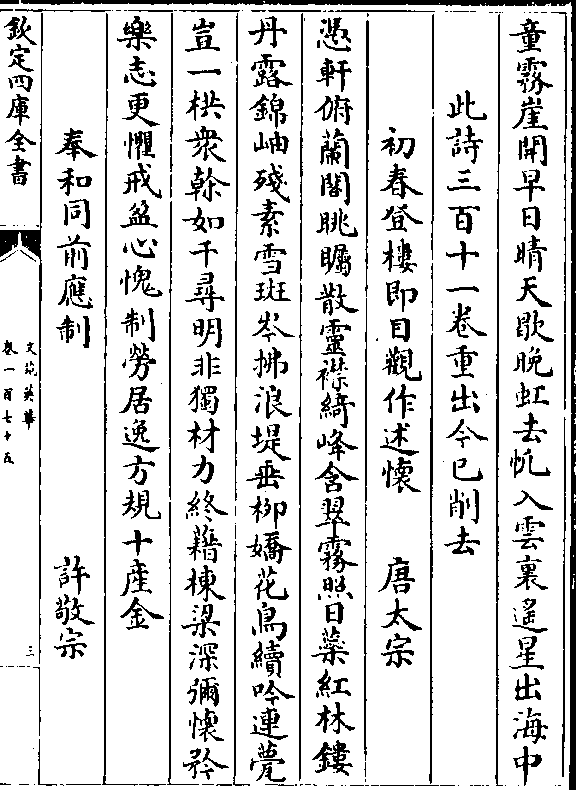 童霧崖開早日晴天歇晚虹去帆入雲裏遙星出海中
此詩三百十一卷重出今已削去
初春登樓即目觀作述懷 唐太宗
憑軒俯蘭閣眺矚散靈襟綺峰含翠霧照日蘂紅林鏤
丹霞錦岫殘素雪斑岑拂浪堤垂柳嬌花鳥續吟連甍
豈一栱衆榦如千尋明非獨材力終藉棟梁深彌懷矜
樂志更懼戒盈心愧制勞居逸方規十産金
奉和同前應制 許敬宗
欽定四庫全書
文苑英華
卷一百七十五
三